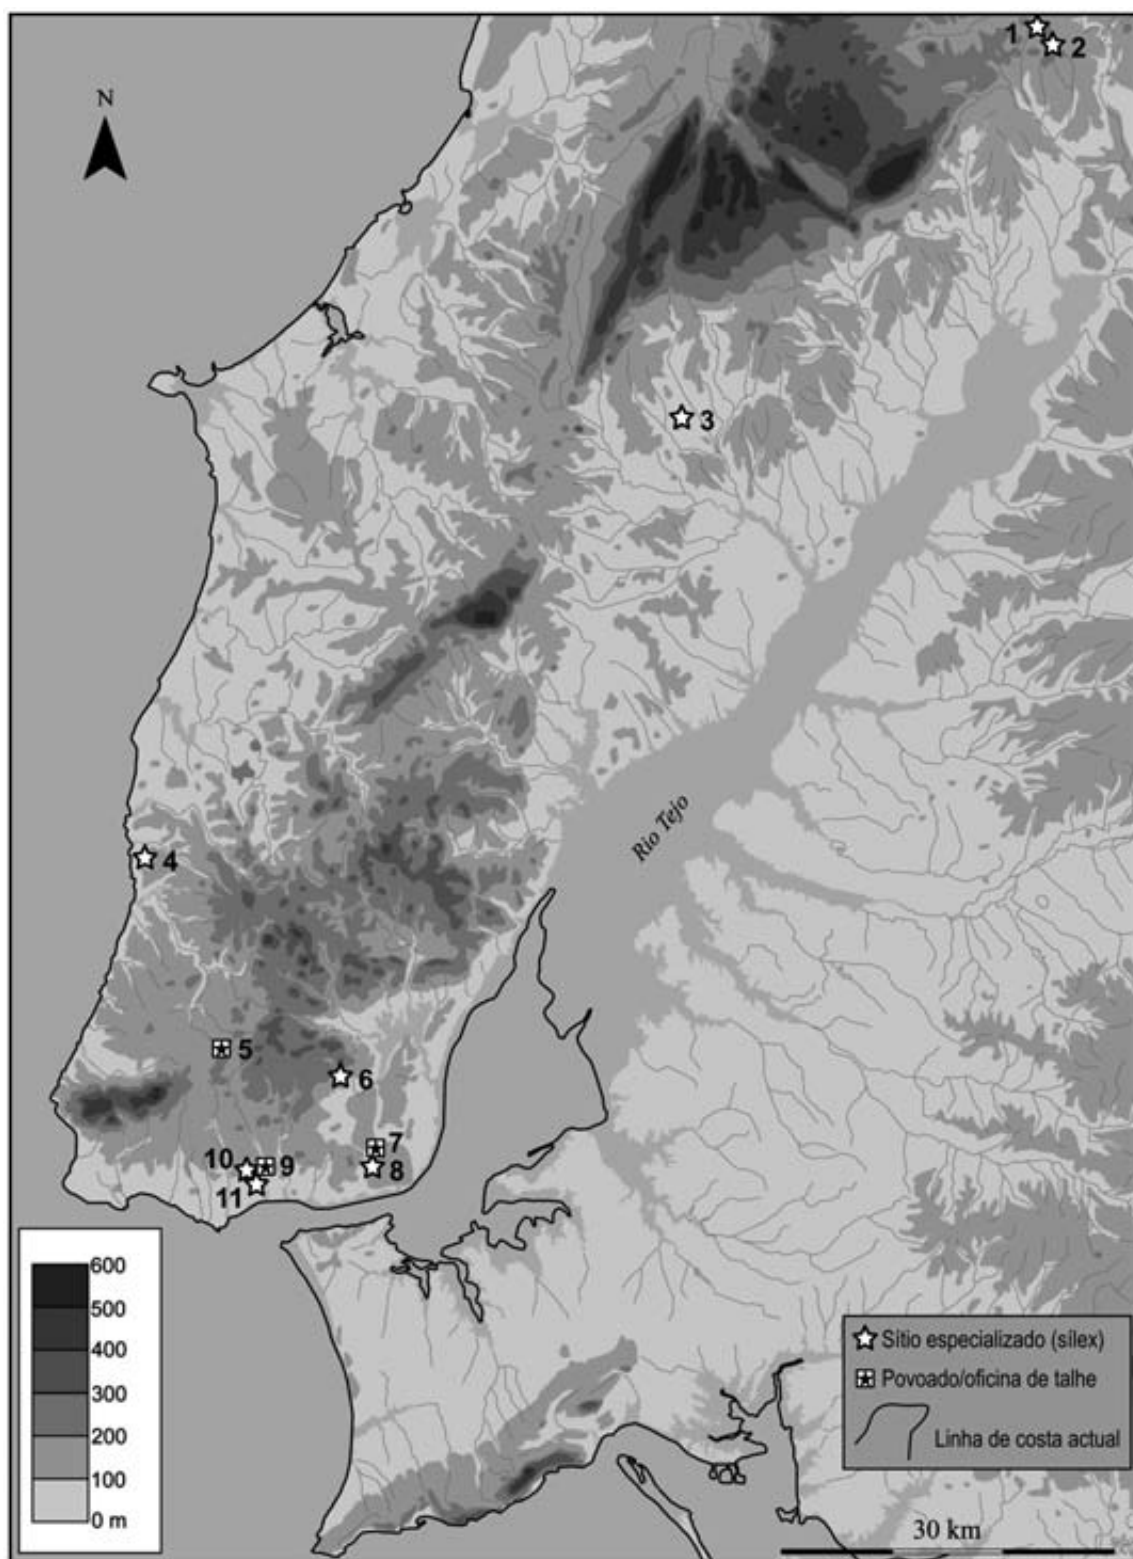 1
2
N
3
Rio Tejo
4
5
6
7
8
9
10
11
600
500
400
300
200
100
0 m
Sítio especializado (sílex)
Povoado/oficina de talhe
Linha de costa actual
30 km